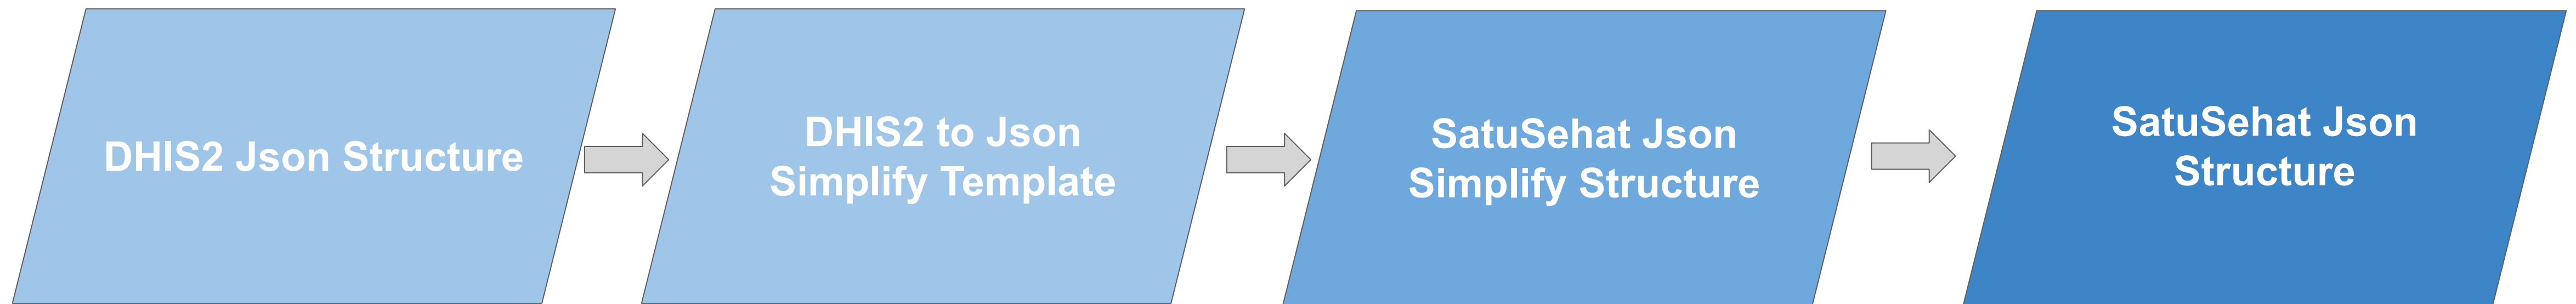 DHIS2 Json Structure
DHIS2 to Json
Simplify Template
SatuSehat Json
Simplify Structure
SatuSehat Json
Structure